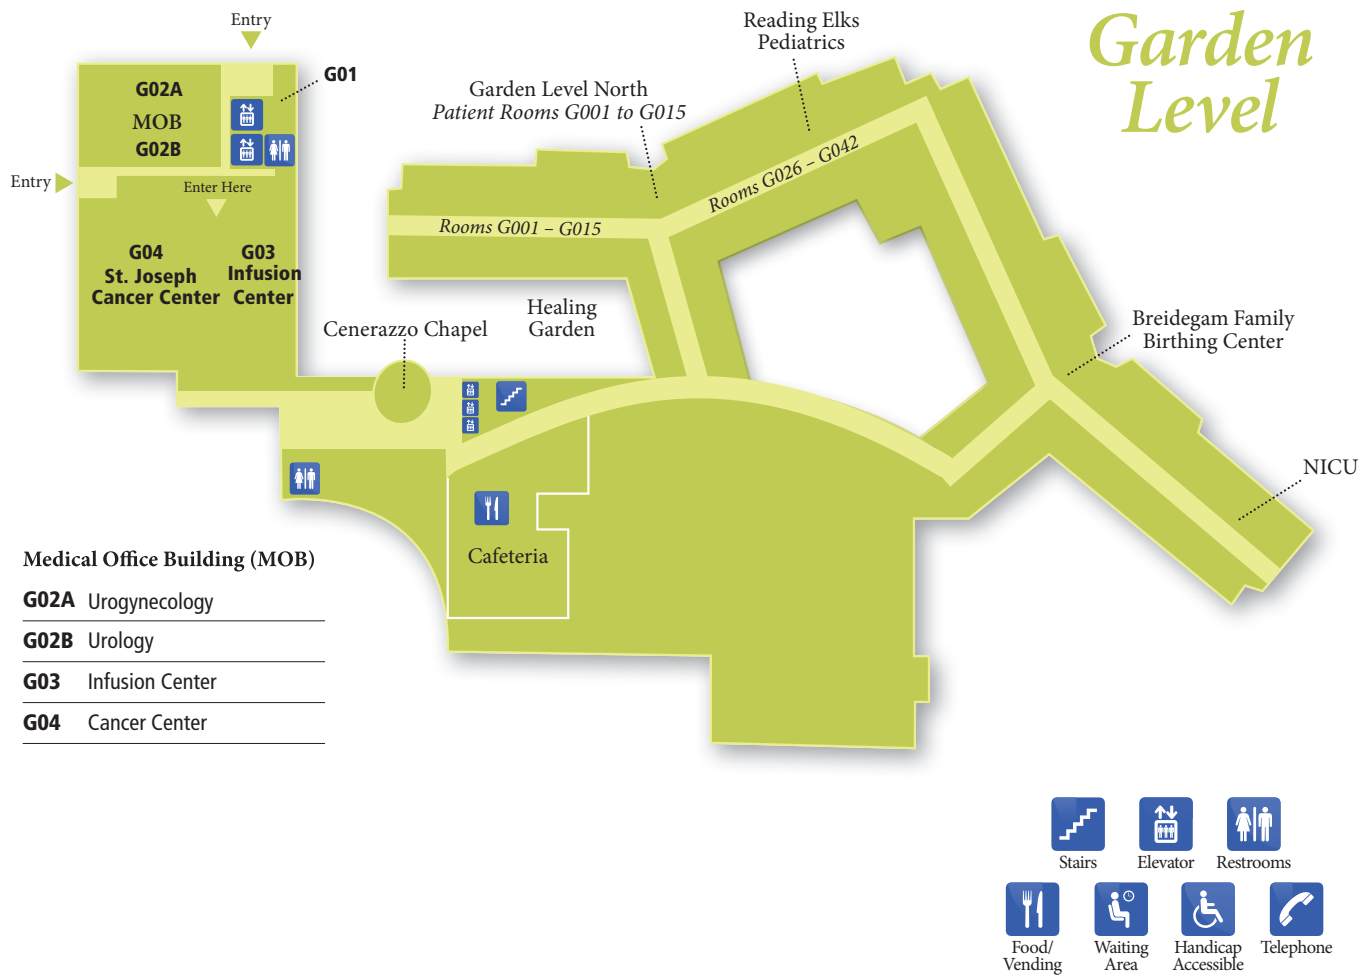 Garden
Level
Entry
G01
G02A
MOB
G02B
Entry
Enter Here
G04
St. Joseph
Cancer Center
G03
Infusion
Center
Reading Elks
Pediatrics
Garden Level North
Patient Rooms G001 to G015
Rooms G001 – G015
Rooms G026 – G042
Healing
Garden
Cenerazzo Chapel
Breidegam Family
Birthing Center
NICU
Cafeteria
Medical Office Building (MOB)
G02A Urogynecology
G02B Urology
G03 Infusion Center
G04 Cancer Center
Stairs
Elevator
Restrooms
Food/
Vending
Waiting
Area
Handicap
Accessible
Telephone